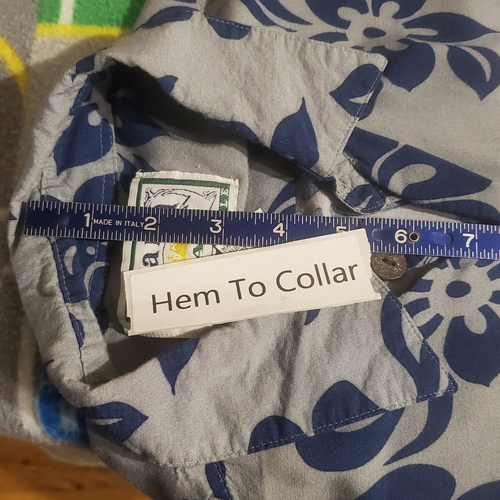 1 MADE IN ITALY 2 3 4 5 6 7
Hem To Collar